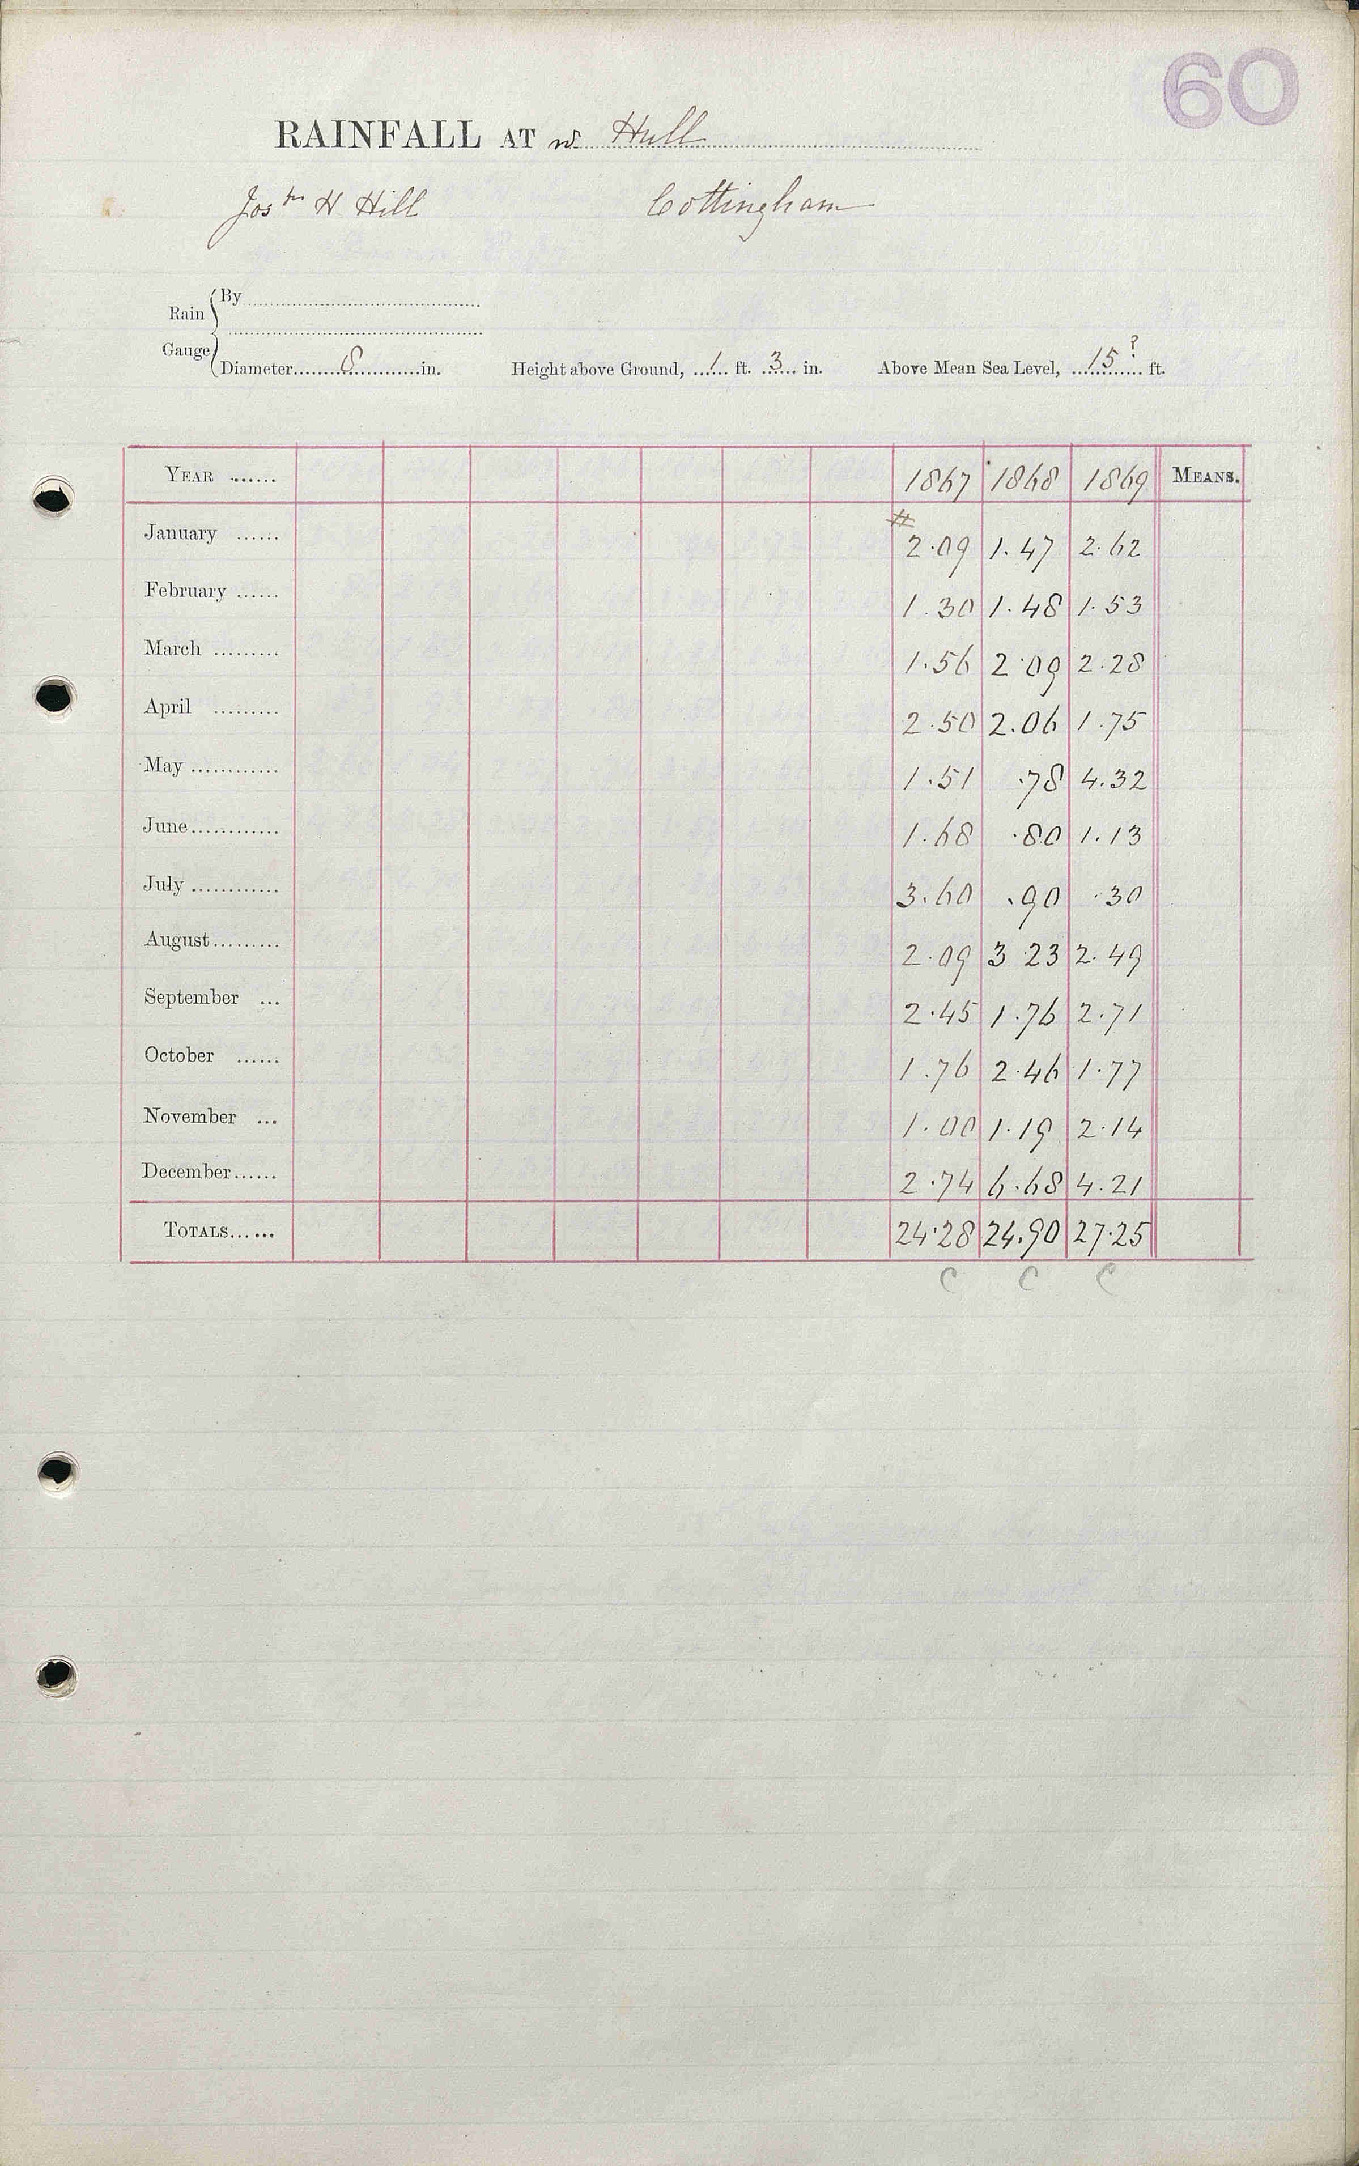 60
RAINFALL AT nr Hull
Jos^h H Hill Cottingham
Rain Gauge
By
Diameter 8 in. Height above Ground, 1 ft. 3 in. Above Mean Sea Level, 15? ft.
YEAR 1867 1868 1869 MEANS.
January # 2.09 1.47 2.62
February 1.30 1.48 1.53
March 1.56 2.09 2.28
April 2.50 2.06 1.75
May 1.51 .78 4.32
June 1.68 .80 1.13
July 3.60 .90 .30
August 2.09 3 23 2.49
September 2.45 1.76 2.71
October 1.76 2.46 1.77
November 1.00 1.19 2.14
December 2.74 6.68 4.21
TOTALS 24.28 24.90 27.25
C C C